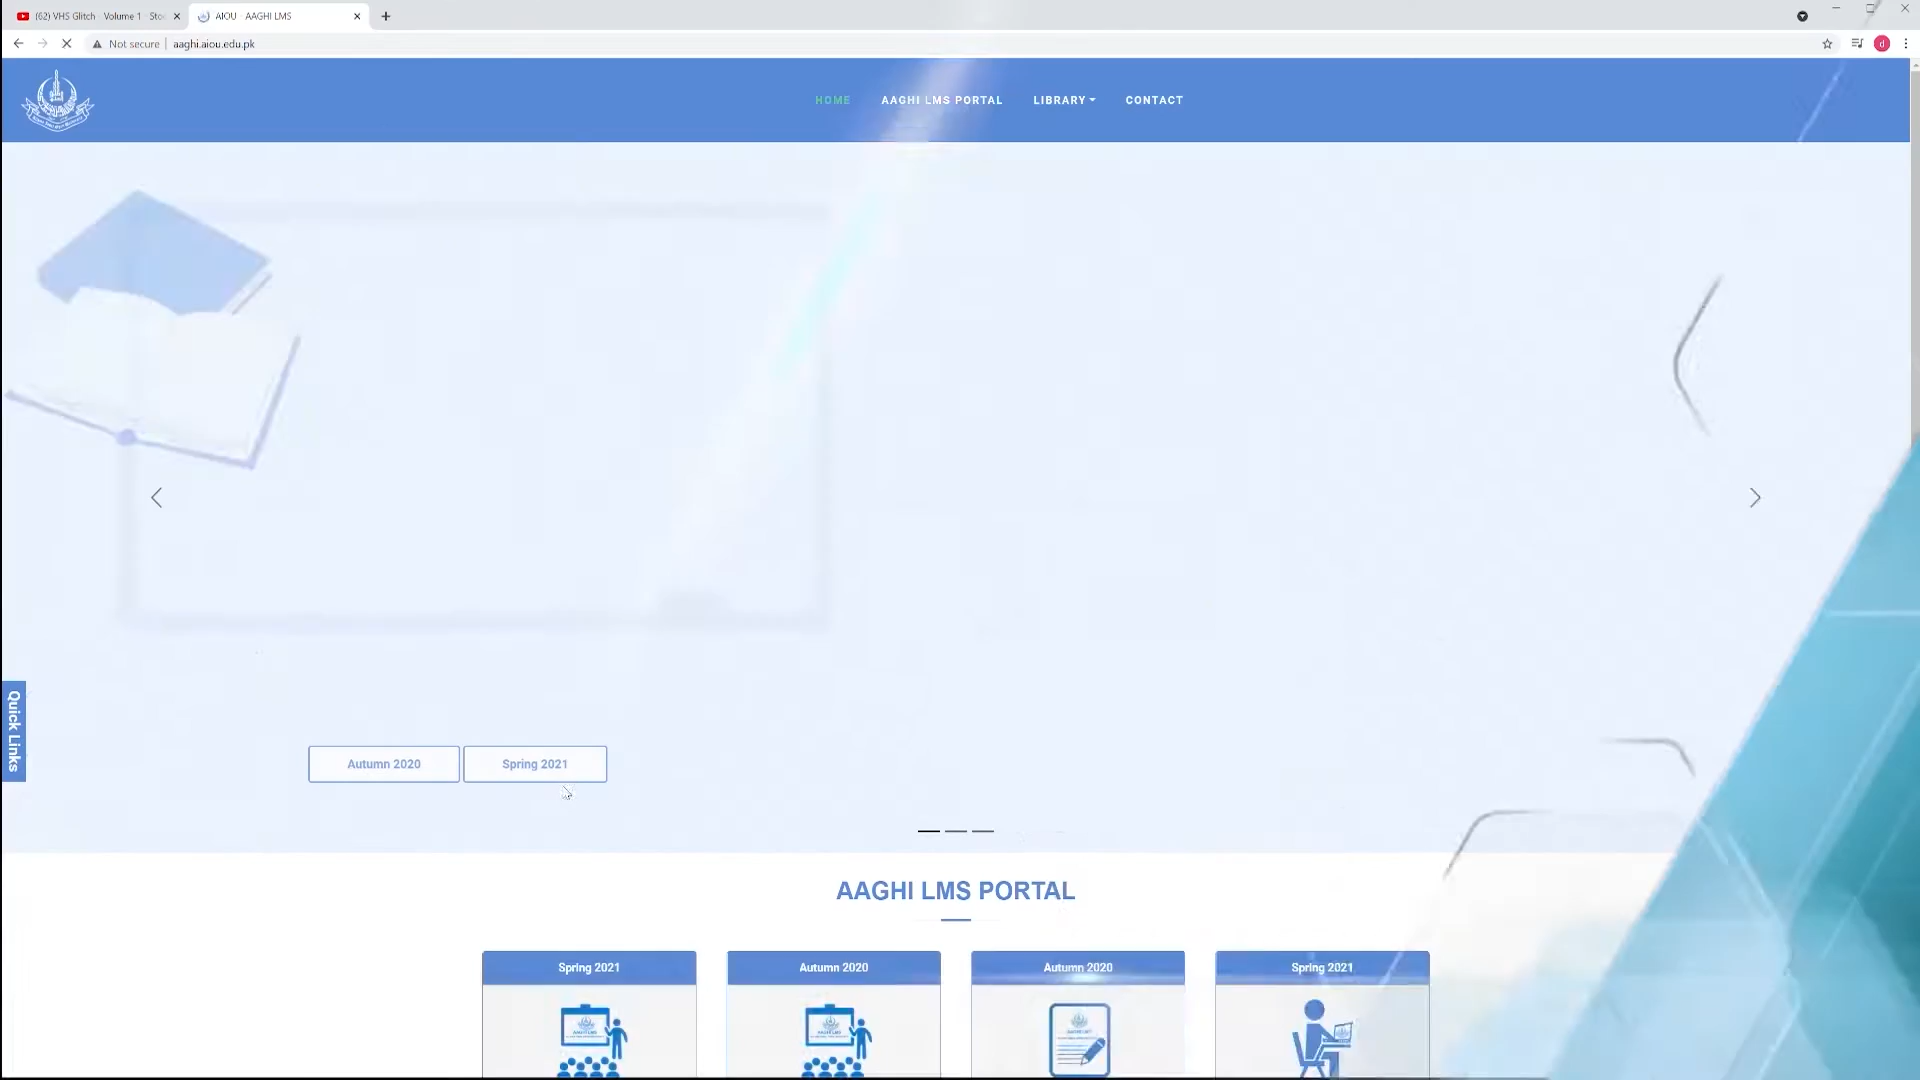 (62) VHS Glitch - Volume 1 - Sto
AIOU - AAGHI LMS
Not secure
aaghi.aiou.edu.pk
d
HOME
AAGHI LMS PORTAL
LIBRARY
CONTACT
Quick Links
Autumn 2020
Spring 2021
AAGHI LMS PORTAL
Spring 2021
Autumn 2020
Autumn 2020
Spring 2021